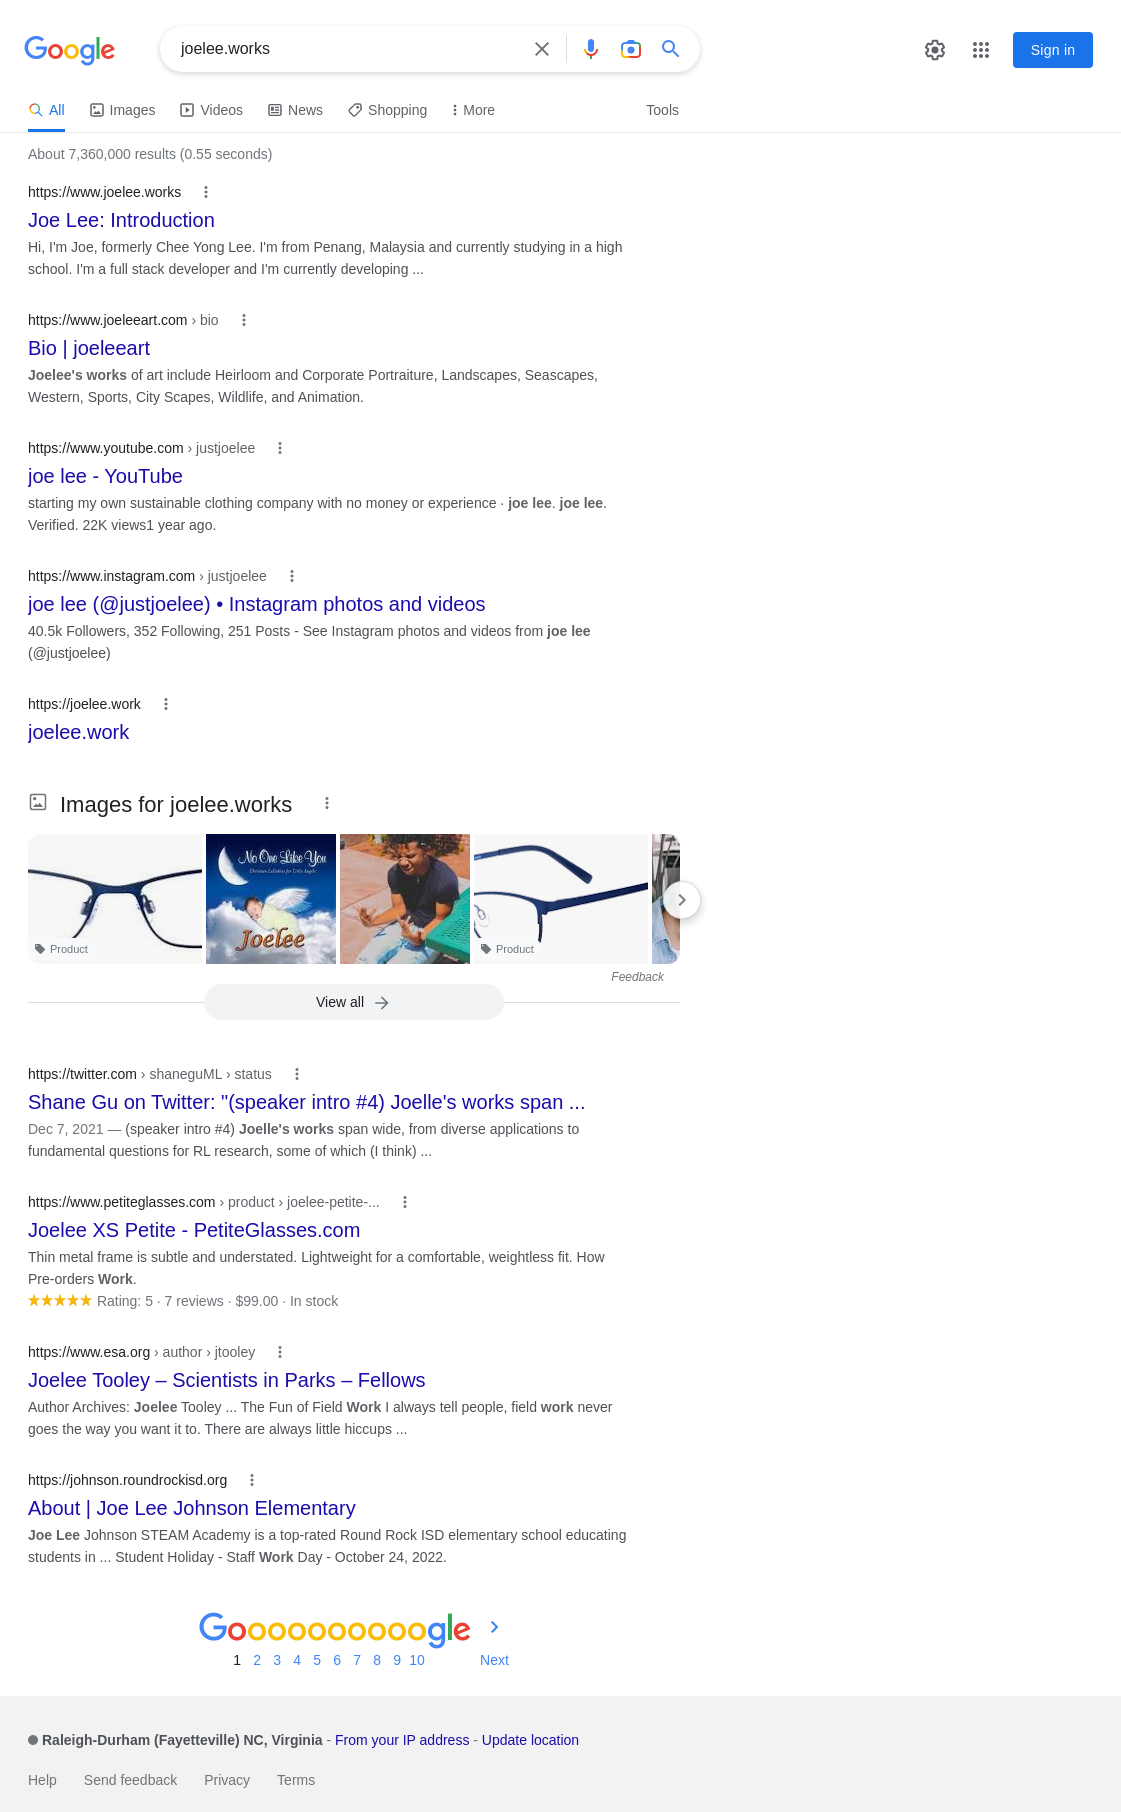 Google
joelee.works
Sign in
All
Images
Videos
News
Shopping
More
Tools
About 7,360,000 results (0.55 seconds)
https://www.joelee.works
Joe Lee: Introduction
Hi, I'm Joe, formerly Chee Yong Lee. I'm from Penang, Malaysia and currently studying in a high
school. I'm a full stack developer and I'm currently developing ...
https://www.joeleeart.com › bio
Bio | joeleeart
Joelee's works of art include Heirloom and Corporate Portraiture, Landscapes, Seascapes,
Western, Sports, City Scapes, Wildlife, and Animation.
https://www.youtube.com › justjoelee
joe lee - YouTube
starting my own sustainable clothing company with no money or experience · joe lee. joe lee.
Verified. 22K views1 year ago.
https://www.instagram.com › justjoelee
joe lee (@justjoelee) • Instagram photos and videos
40.5k Followers, 352 Following, 251 Posts - See Instagram photos and videos from joe lee
(@justjoelee)
https://joelee.work
joelee.work
Images for joelee.works
No One Like You
Christian Lullabies for Little Angels
Joelee
Product
Product
Feedback
View all
https://twitter.com › shaneguML › status
Shane Gu on Twitter: "(speaker intro #4) Joelle's works span ...
Dec 7, 2021 — (speaker intro #4) Joelle's works span wide, from diverse applications to
fundamental questions for RL research, some of which (I think) ...
https://www.petiteglasses.com › product › joelee-petite-...
Joelee XS Petite - PetiteGlasses.com
Thin metal frame is subtle and understated. Lightweight for a comfortable, weightless fit. How
Pre-orders Work.
Rating: 5 · 7 reviews · $99.00 · In stock
https://www.esa.org › author › jtooley
Joelee Tooley – Scientists in Parks – Fellows
Author Archives: Joelee Tooley ... The Fun of Field Work I always tell people, field work never
goes the way you want it to. There are always little hiccups ...
https://johnson.roundrockisd.org
About | Joe Lee Johnson Elementary
Joe Lee Johnson STEAM Academy is a top-rated Round Rock ISD elementary school educating
students in ... Student Holiday - Staff Work Day - October 24, 2022.
Goooooooooogle
1 2 3 4 5 6 7 8 9 10 Next
Raleigh-Durham (Fayetteville) NC, Virginia - From your IP address - Update location
Help Send feedback Privacy Terms